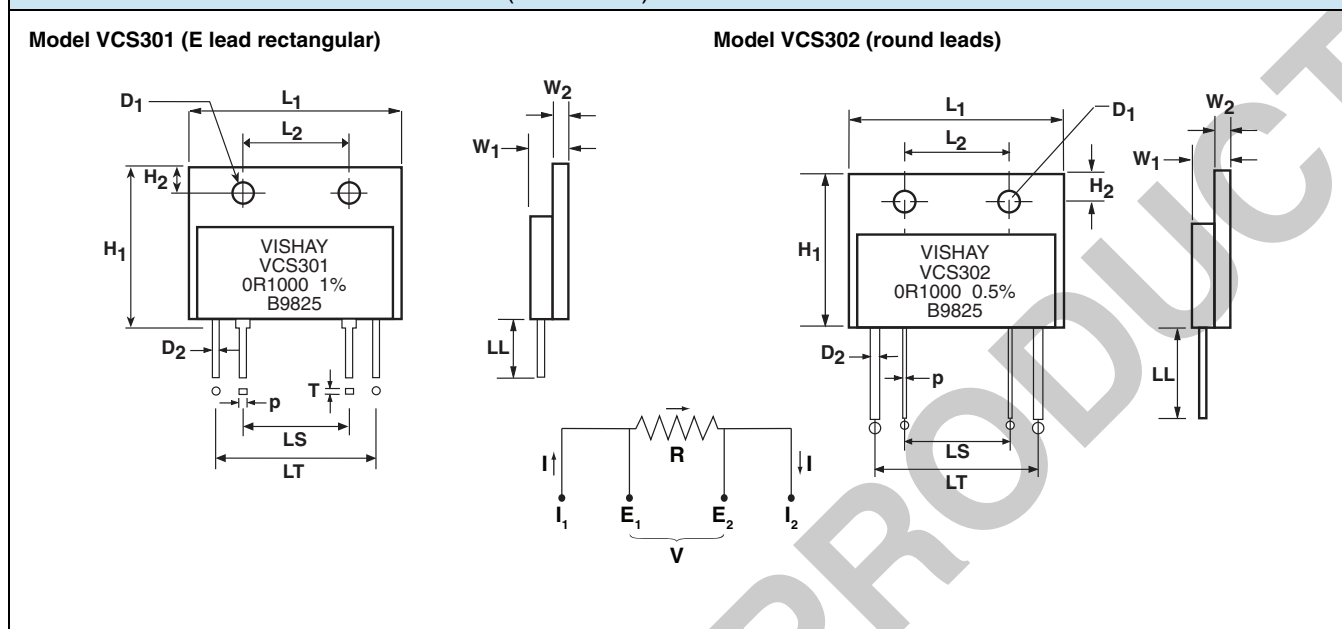 Model VCS301 (E lead rectangular)
D1
L1
L2
H2
H1
VISHAY
VCS301
0R1000 1%
B9825
D2
T
p
LS
LT
W2
W1
LL
Model VCS302 (round leads)
L1
L2
D1
H2
H1
VISHAY
VCS302
0R1000 0.5%
B9825
D2
p
LS
LT
W2
W1
LL
I
R
I
I1 E1 E2 I2
V
PRODUCT